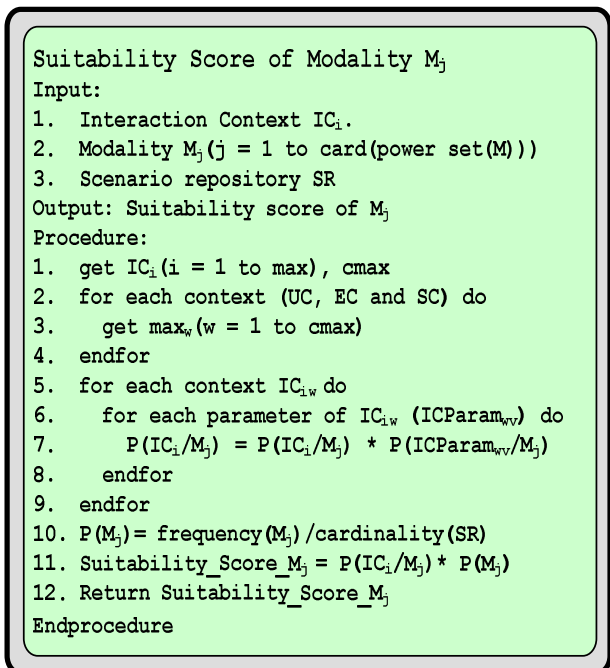 Suitability Score of Modality Mj
Input:
1. Interaction Context ICi.
2. Modality Mj(j = 1 to card(power set(M)))
3. Scenario repository SR
Output: Suitability score of Mj
Procedure:
1. get ICi(i = 1 to max), cmax
2. for each context (UC, EC and SC) do
3. get maxw(w = 1 to cmax)
4. endfor
5. for each context ICiw do
6. for each parameter of ICiw (ICParamwv) do
7. P(ICi/Mj) = P(ICi/Mj) * P(ICParamwv/Mj)
8. endfor
9. endfor
10. P(Mj)= frequency(Mj)/cardinality(SR)
11. Suitability_Score_Mj = P(ICi/Mj)* P(Mj)
12. Return Suitability_Score_Mj
Endprocedure